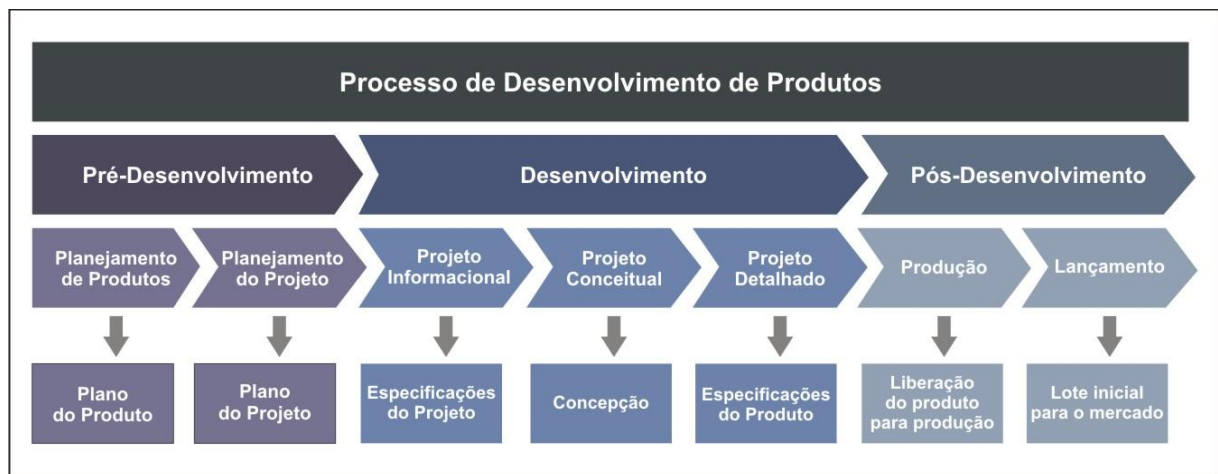 Processo de Desenvolvimento de Produtos
Pré-Desenvolvimento
Desenvolvimento
Pós-Desenvolvimento
Planejamento
de Produtos
Planejamento
do Projeto
Projeto
Informacional
Projeto
Conceitual
Projeto
Detalhado
Produção
Lançamento
Plano
do Produto
Plano
do Projeto
Especificações
do Projeto
Concepção
Especificações
do Produto
Liberação
do produto
para produção
Lote inicial
para o mercado